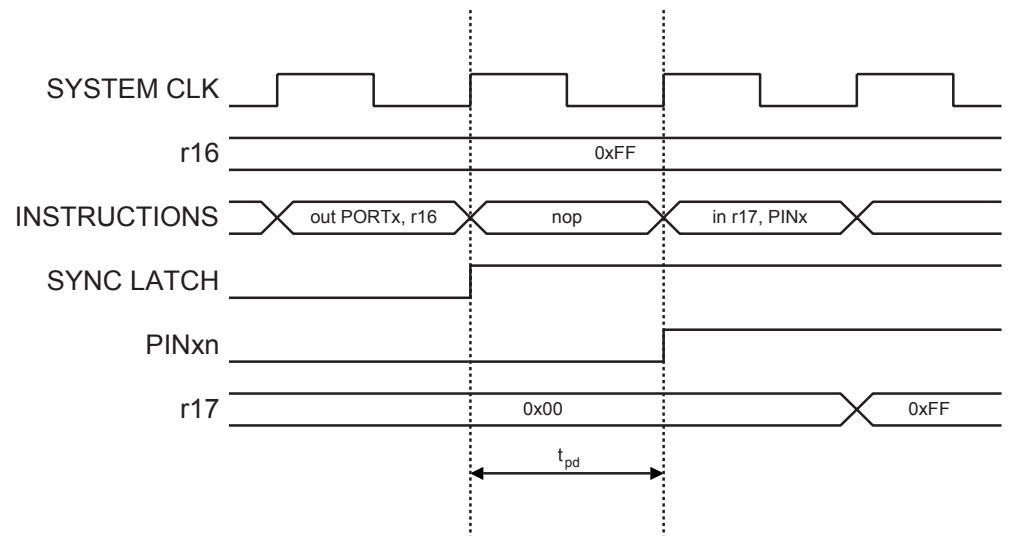 SYSTEM CLK
r16
0xFF
INSTRUCTIONS
out PORTx, r16
nop
in r17, PINx
SYNC LATCH
PINxn
r17
0x00
0xFF
tpd